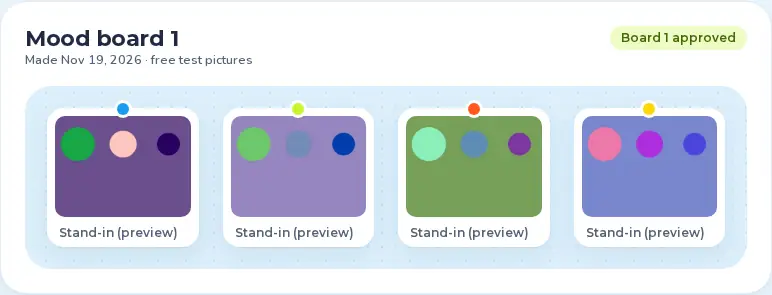 Mood board 1
Board 1 approved
Made Nov 19, 2026 · free test pictures
Stand-in (preview)
Stand-in (preview)
Stand-in (preview)
Stand-in (preview)